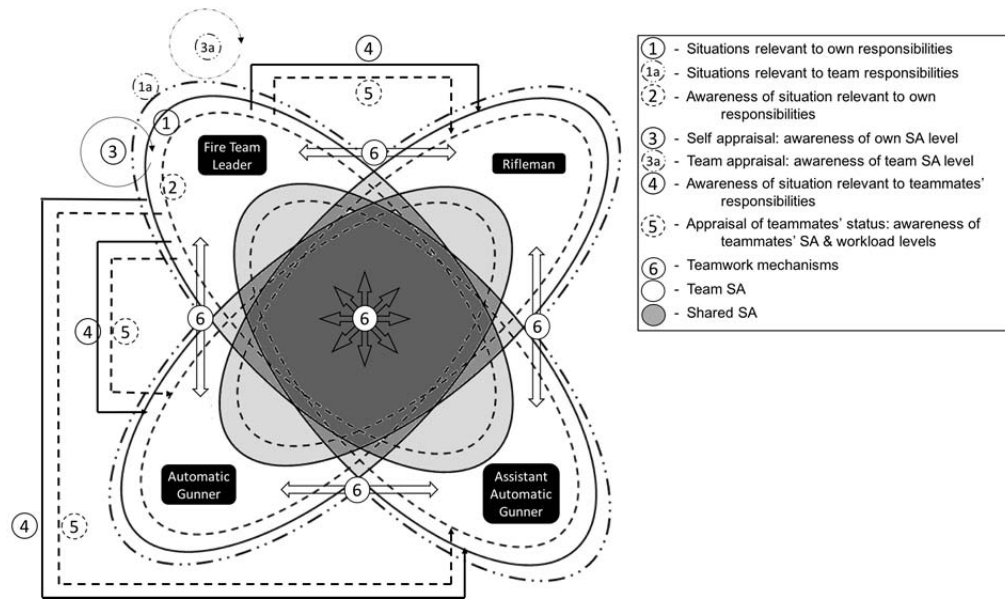 3a
4
1a
5
1
3
Fire Team
Leader
6
Rifleman
2
4
5
6
6
6
Automatic
Gunner
Assistant
Automatic
Gunner
6
4
5
1 - Situations relevant to own responsibilities
1a - Situations relevant to team responsibilities
2 - Awareness of situation relevant to own
responsibilities
3 - Self appraisal: awareness of own SA level
3a - Team appraisal: awareness of team SA level
4 - Awareness of situation relevant to teammates'
responsibilities
5 - Appraisal of teammates' status: awareness of
teammates' SA & workload levels
6 - Teamwork mechanisms
- Team SA
- Shared SA